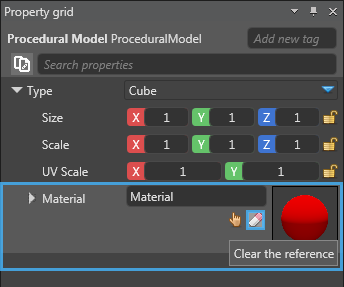 Property grid
Procedural Model ProceduralModel Add new tag
Search properties
Type Cube
Size X 1 Y 1 Z 1
Scale X 1 Y 1 Z 1
UV Scale X 1 Y 1
Material Material
Clear the reference